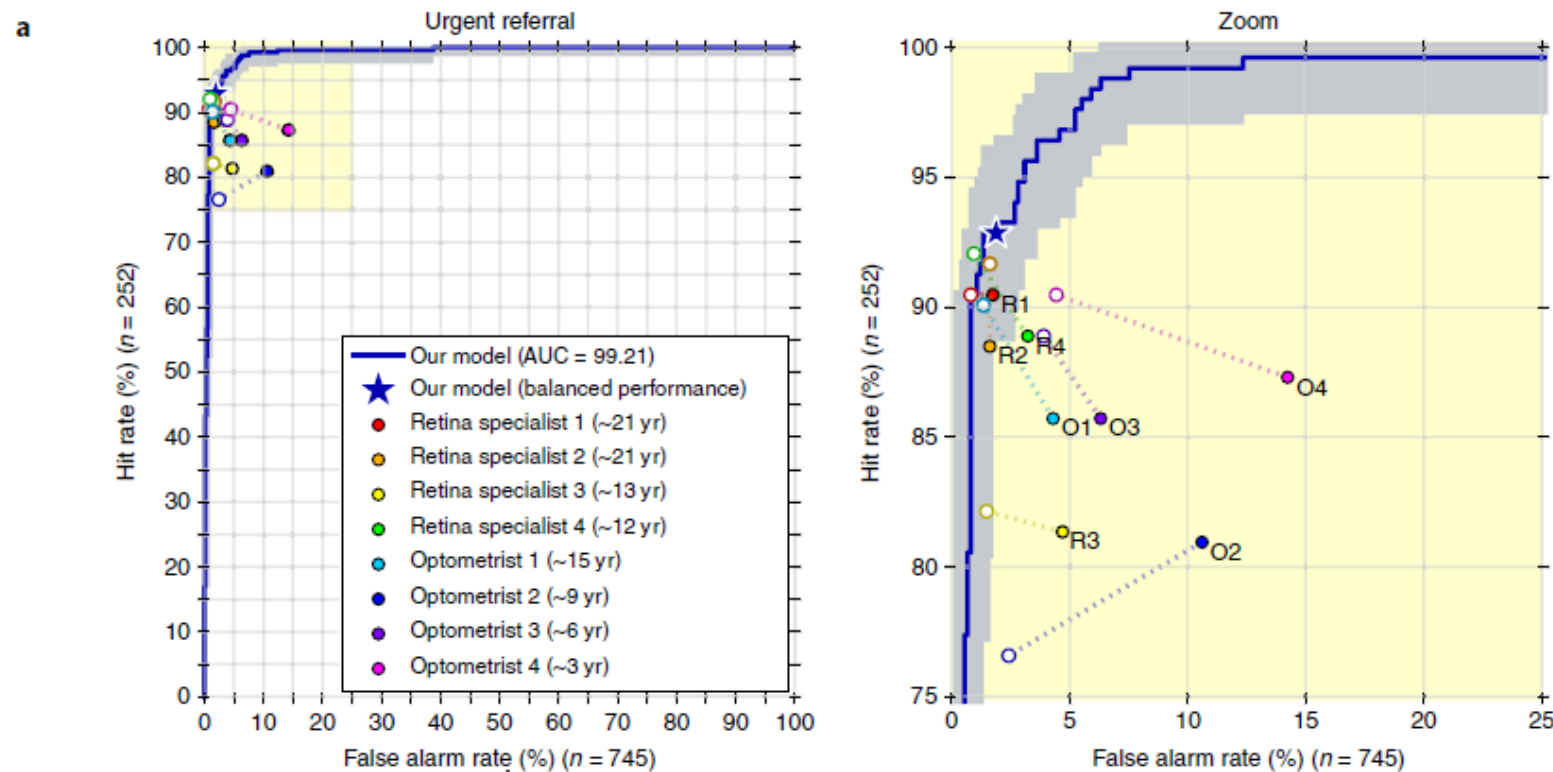 a
Urgent referral
100
90
80
70
60
50
40
30
20
10
0
Hit rate (%) (n = 252)
Our model (AUC = 99.21)
Our model (balanced performance)
Retina specialist 1 (~21 yr)
Retina specialist 2 (~21 yr)
Retina specialist 3 (~13 yr)
Retina specialist 4 (~12 yr)
Optometrist 1 (~15 yr)
Optometrist 2 (~9 yr)
Optometrist 3 (~6 yr)
Optometrist 4 (~3 yr)
0 10 20 30 40 50 60 70 80 90 100
False alarm rate (%) (n = 745)
Zoom
100
95
90
85
80
75
Hit rate (%) (n = 252)
R1
R4
R2
O4
O1 O3
R3
O2
0 5 10 15 20 25
False alarm rate (%) (n = 745)